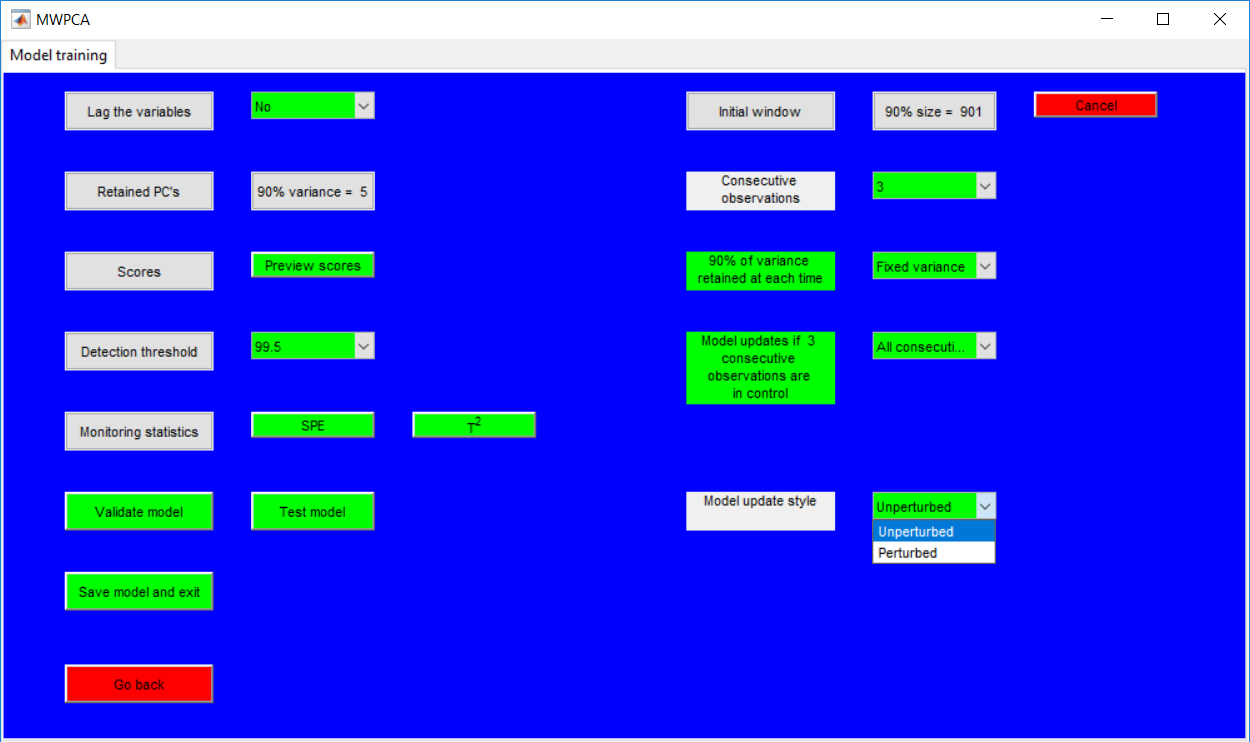 MWPCA
Model training
Lag the variables
No
Initial window
90% size =  901
Cancel
Retained PC's
90% variance =  5
Consecutive
observations
3
Scores
Preview scores
90% of variance
retained at each time
Fixed variance
Detection threshold
99.5
Model updates if  3
consecutive
observations are
in control
All consecuti...
Monitoring statistics
SPE
T²
Validate model
Test model
Model update style
Unperturbed
Unperturbed
Perturbed
Save model and exit
Go back